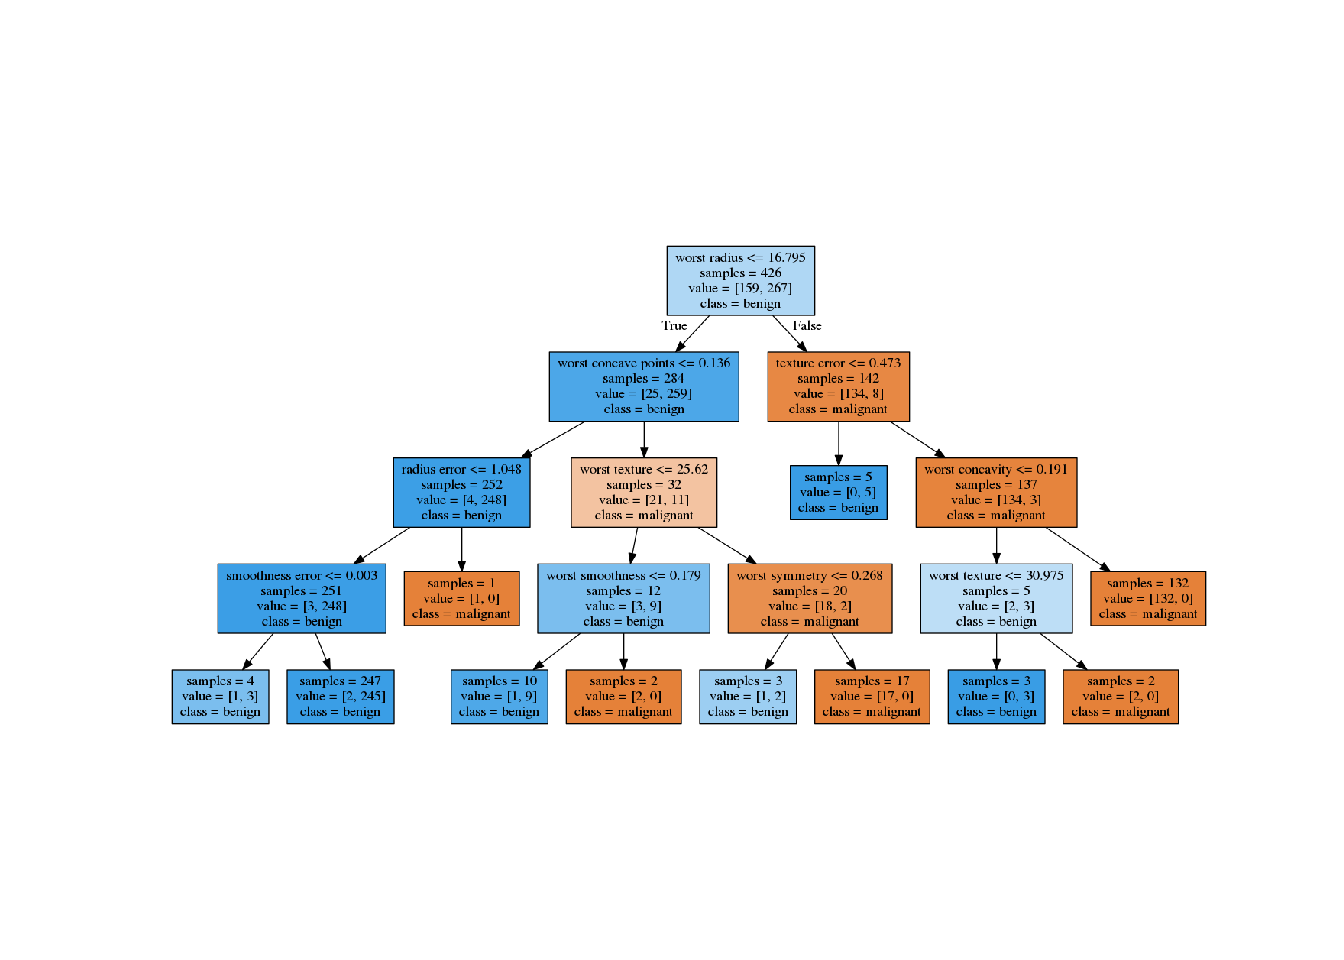 worst radius <= 16.795
samples = 426
value = [159, 267]
class = benign
True
False
worst concave points <= 0.136
samples = 284
value = [25, 259]
class = benign
texture error <= 0.473
samples = 142
value = [134, 8]
class = malignant
radius error <= 1.048
samples = 252
value = [4, 248]
class = benign
worst texture <= 25.62
samples = 32
value = [21, 11]
class = malignant
samples = 5
value = [0, 5]
class = benign
worst concavity <= 0.191
samples = 137
value = [134, 3]
class = malignant
smoothness error <= 0.003
samples = 251
value = [3, 248]
class = benign
samples = 1
value = [1, 0]
class = malignant
worst smoothness <= 0.179
samples = 12
value = [3, 9]
class = benign
worst symmetry <= 0.268
samples = 20
value = [18, 2]
class = malignant
worst texture <= 30.975
samples = 5
value = [2, 3]
class = benign
samples = 132
value = [132, 0]
class = malignant
samples = 4
value = [1, 3]
class = benign
samples = 247
value = [2, 245]
class = benign
samples = 10
value = [1, 9]
class = benign
samples = 2
value = [2, 0]
class = malignant
samples = 3
value = [1, 2]
class = benign
samples = 17
value = [17, 0]
class = malignant
samples = 3
value = [0, 3]
class = benign
samples = 2
value = [2, 0]
class = malignant